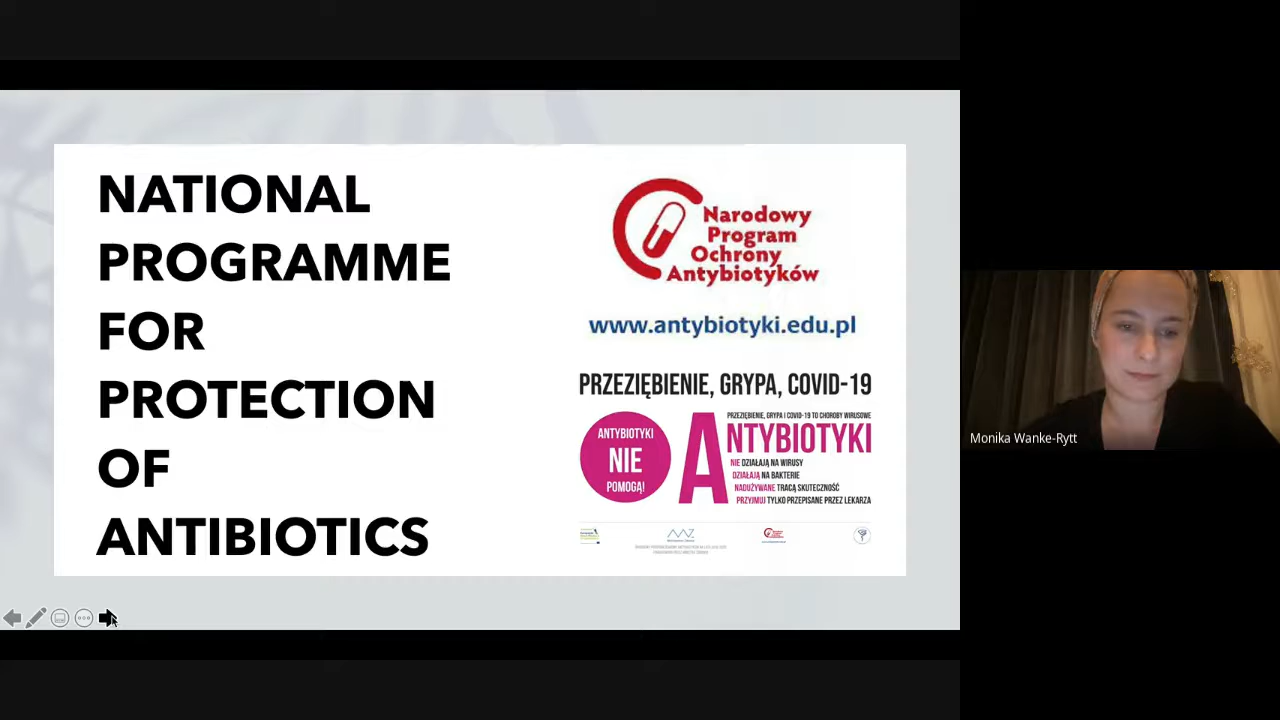 NATIONAL
PROGRAMME
FOR
PROTECTION
OF
ANTIBIOTICS
Narodowy
Program
Ochrony
Antybiotyków
www.antybiotyki.edu.pl
PRZEZIĘBIENIE, GRYPA, COVID-19
ANTYBIOTYKI
NIE
POMOGĄ!
PRZEZIĘBIENIE, GRYPA I COVID-19 TO CHOROBY WIRUSOWE
ANTYBIOTYKI
NIE DZIAŁAJĄ NA WIRUSY
DZIAŁAJĄ NA BAKTERIE
NADUŻYWANE TRACĄ SKUTECZNOŚĆ
PRZYJMUJ TYLKO PRZEPISANE PRZEZ LEKARZA
Monika Wanke-Rytt